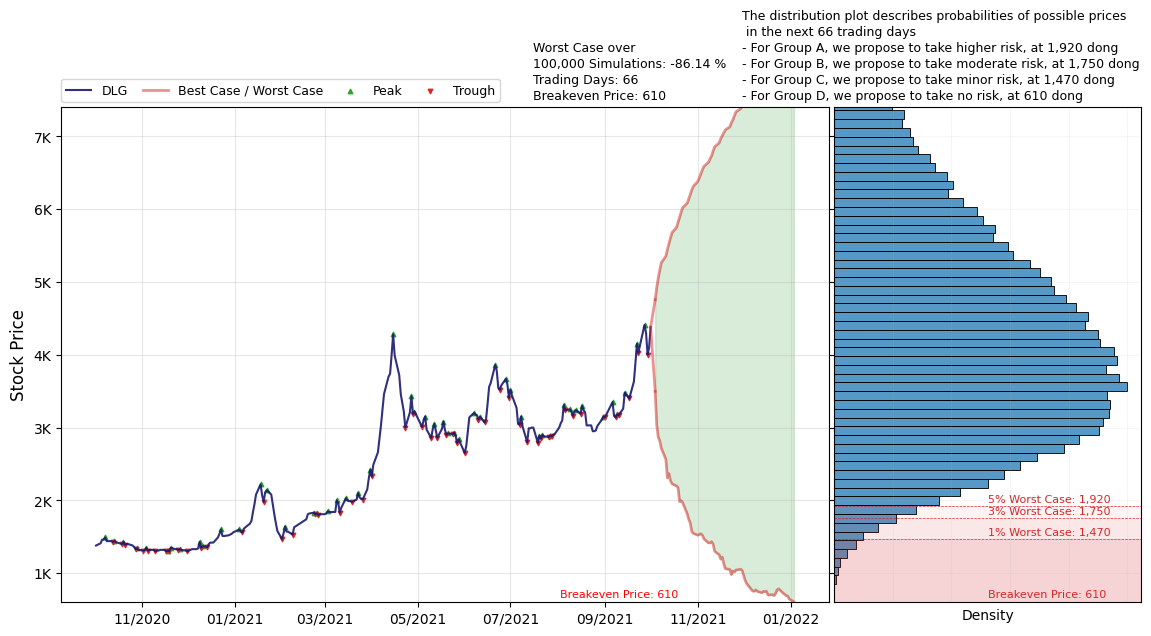 The distribution plot describes probabilities of possible prices
in the next 66 trading days
- For Group A, we propose to take higher risk, at 1,920 dong
- For Group B, we propose to take moderate risk, at 1,750 dong
- For Group C, we propose to take minor risk, at 1,470 dong
- For Group D, we propose to take no risk, at 610 dong
Worst Case over
100,000 Simulations: -86.14 %
Trading Days: 66
Breakeven Price: 610
DLG
Best Case / Worst Case
Peak
Trough
Stock Price
7K
6K
5K
4K
3K
2K
1K
11/2020
01/2021
03/2021
05/2021
07/2021
09/2021
11/2021
01/2022
Breakeven Price: 610
5% Worst Case: 1,920
3% Worst Case: 1,750
1% Worst Case: 1,470
Breakeven Price: 610
Density